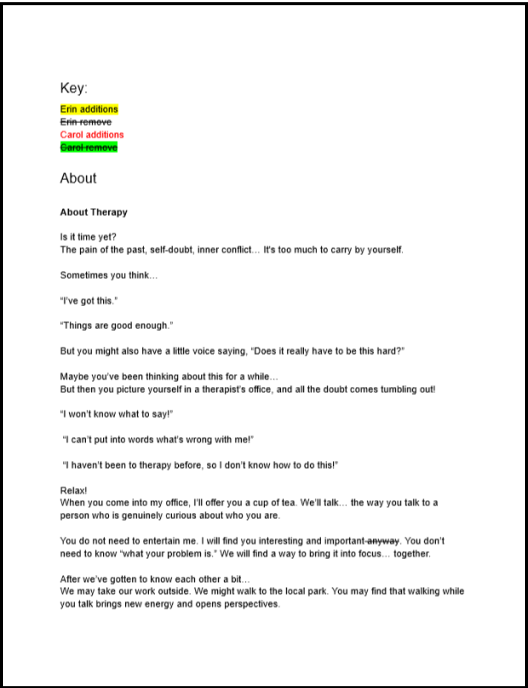 Key:
Erin additions
Erin remove
Carol additions
Carol remove
About
About Therapy
Is it time yet?
The pain of the past, self-doubt, inner conflict... It's too much to carry by yourself.
Sometimes you think...
"I've got this."
"Things are good enough."
But you might also have a little voice saying, "Does it really have to be this hard?"
Maybe you've been thinking about this for a while...
But then you picture yourself in a therapist's office, and all the doubt comes tumbling out!
"I won't know what to say!"
"I can't put into words what's wrong with me!"
"I haven't been to therapy before, so I don't know how to do this!"
Relax!
When you come into my office, I'll offer you a cup of tea. We'll talk... the way you talk to a
person who is genuinely curious about who you are.
You do not need to entertain me. I will find you interesting and important anyway. You don't
need to know "what your problem is." We will find a way to bring it into focus... together.
After we've gotten to know each other a bit...
We may take our work outside. We might walk to the local park. You may find that walking while
you talk brings new energy and opens perspectives.